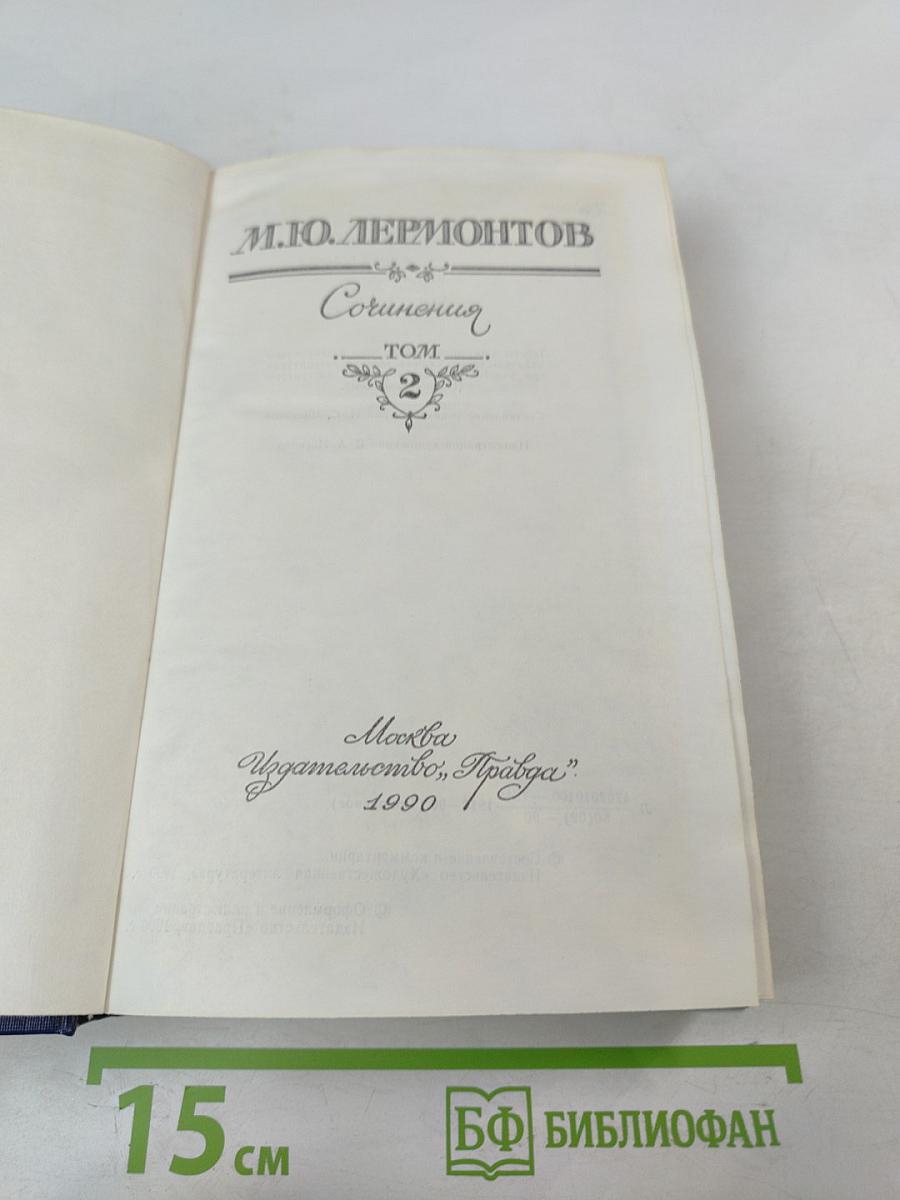 М.Ю. ЛЕРМОНТОВ
Сочинения
ТОМ
2
Москва
Издательство „Правда”
1990
15 см
БФ БИБЛИОФАН